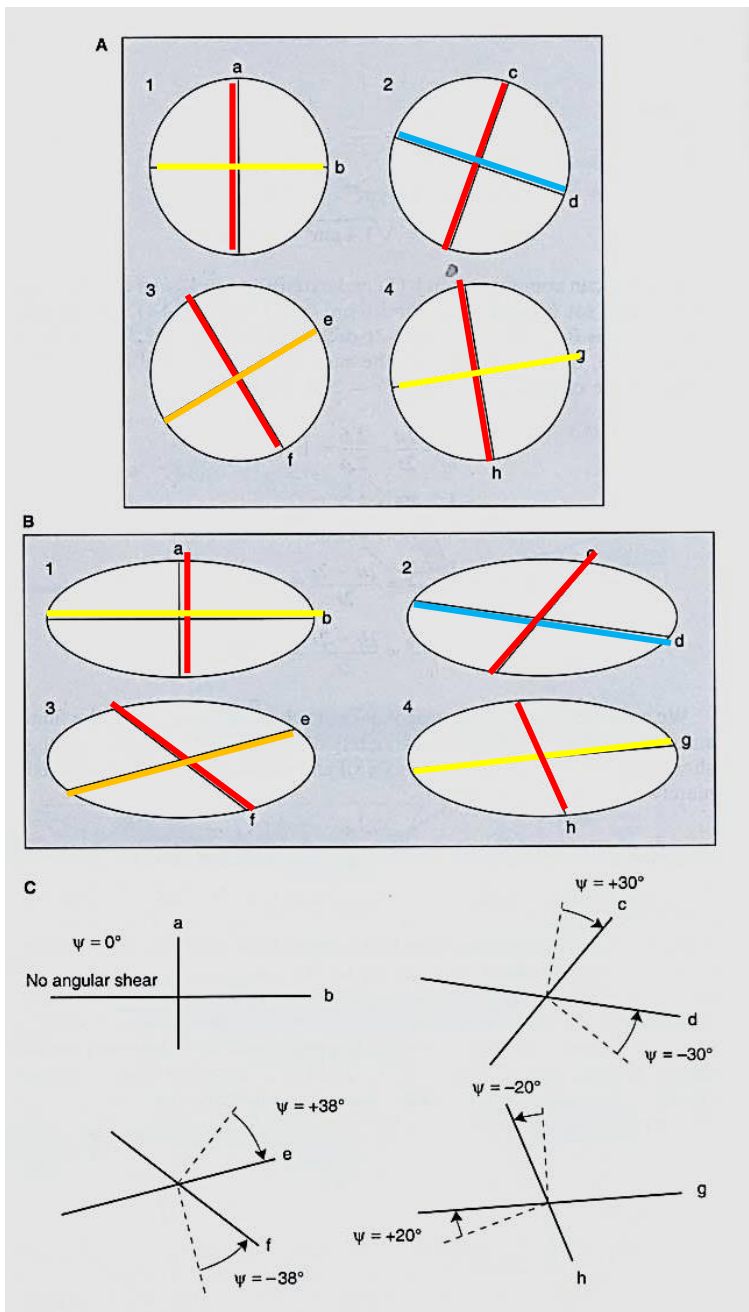 A
1
a
b
2
c
d
3
e
f
4
g
h
B
1
a
b
2
c
d
3
e
f
4
g
h
C
a
ψ = 0°
No angular shear
b
ψ = +30°
c
d
ψ = –30°
ψ = +38°
e
f
ψ = –38°
ψ = –20°
g
ψ = +20°
h